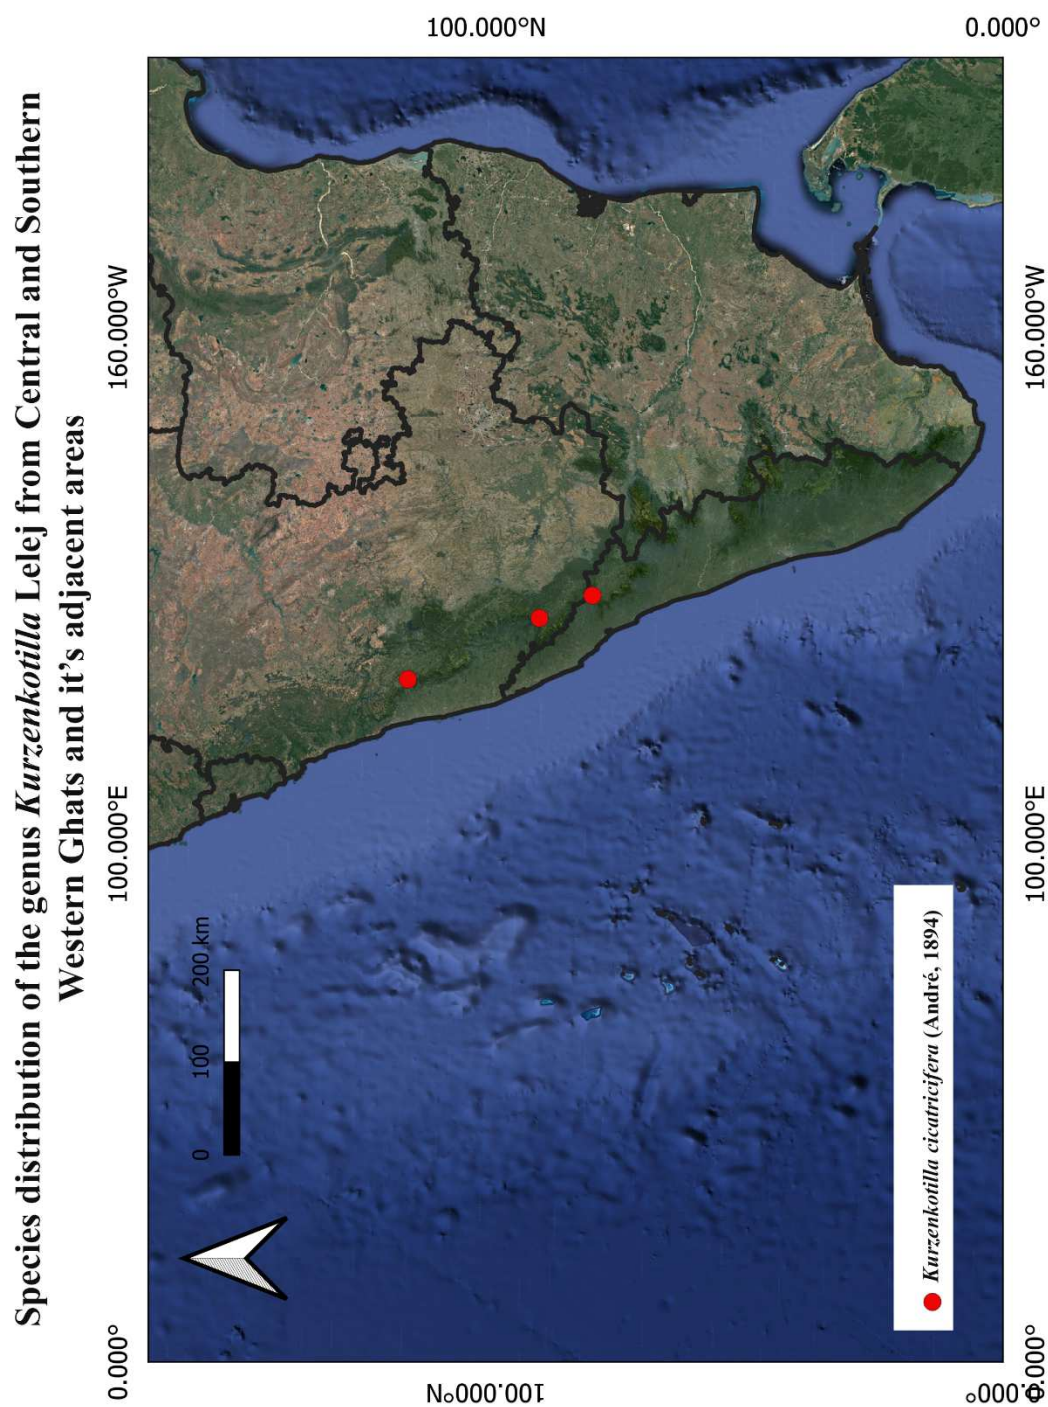 Species distribution of the genus Kurzenkotilla Lelej from Central and Southern
Western Ghats and it's adjacent areas
0.000°
100.000°E
160.000°W
100.000°N
100.000°N
0 100 200 km
Kurzenkotilla cicatricifera (André, 1894)
0.000°
0.000°
0.000°
100.000°E
160.000°W